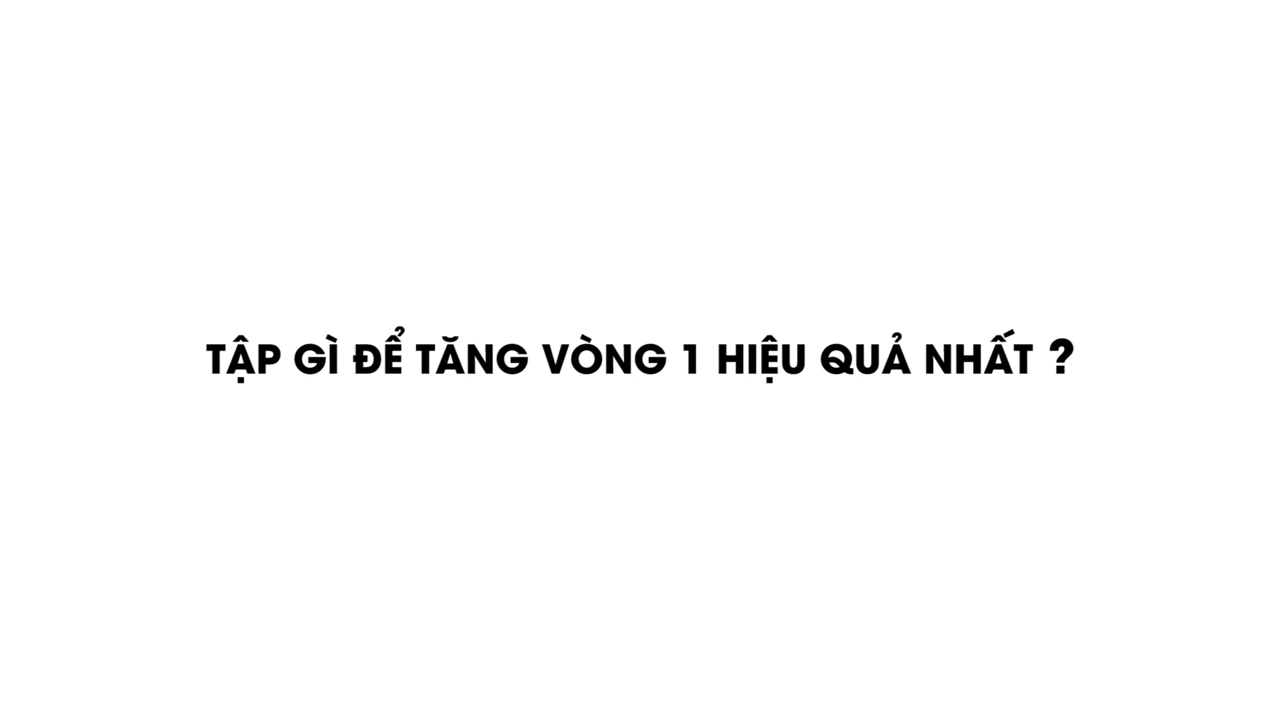 TẬP GÌ ĐỂ TĂNG VÒNG 1 HIỆU QUẢ NHẤT ?